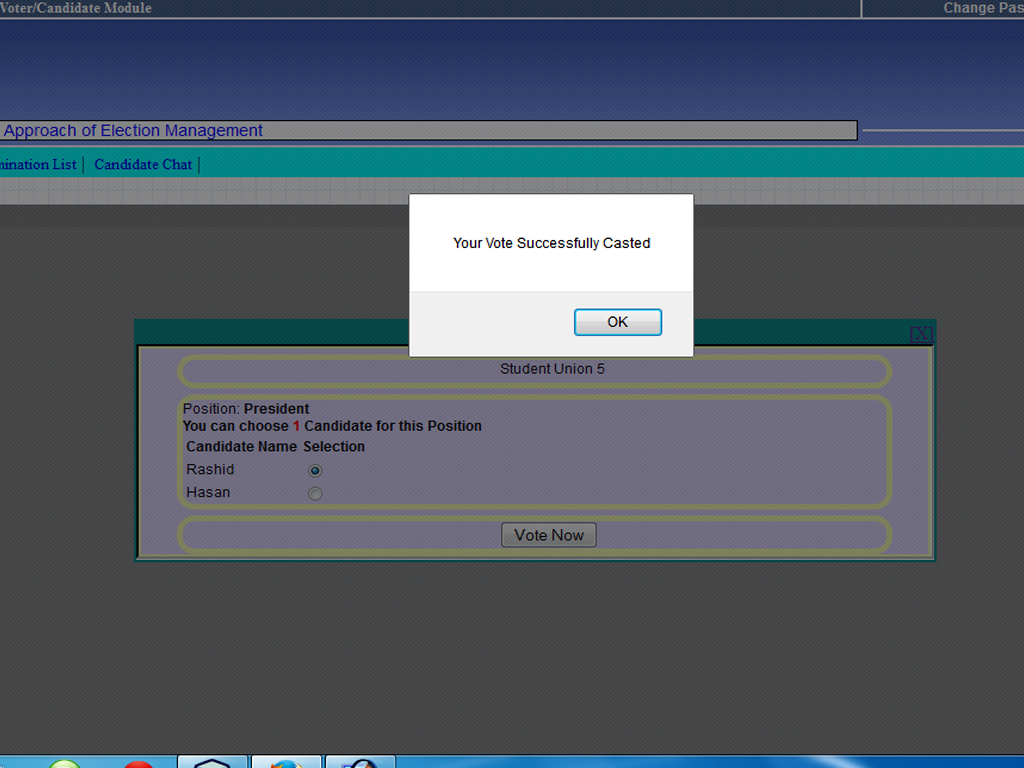 Voter/Candidate Module
Change Pas
Approach of Election Management
mination List | Candidate Chat |
Your Vote Successfully Casted
OK
[X]
Student Union 5
Position: President
You can choose 1 Candidate for this Position
Candidate Name Selection
Rashid
Hasan
Vote Now